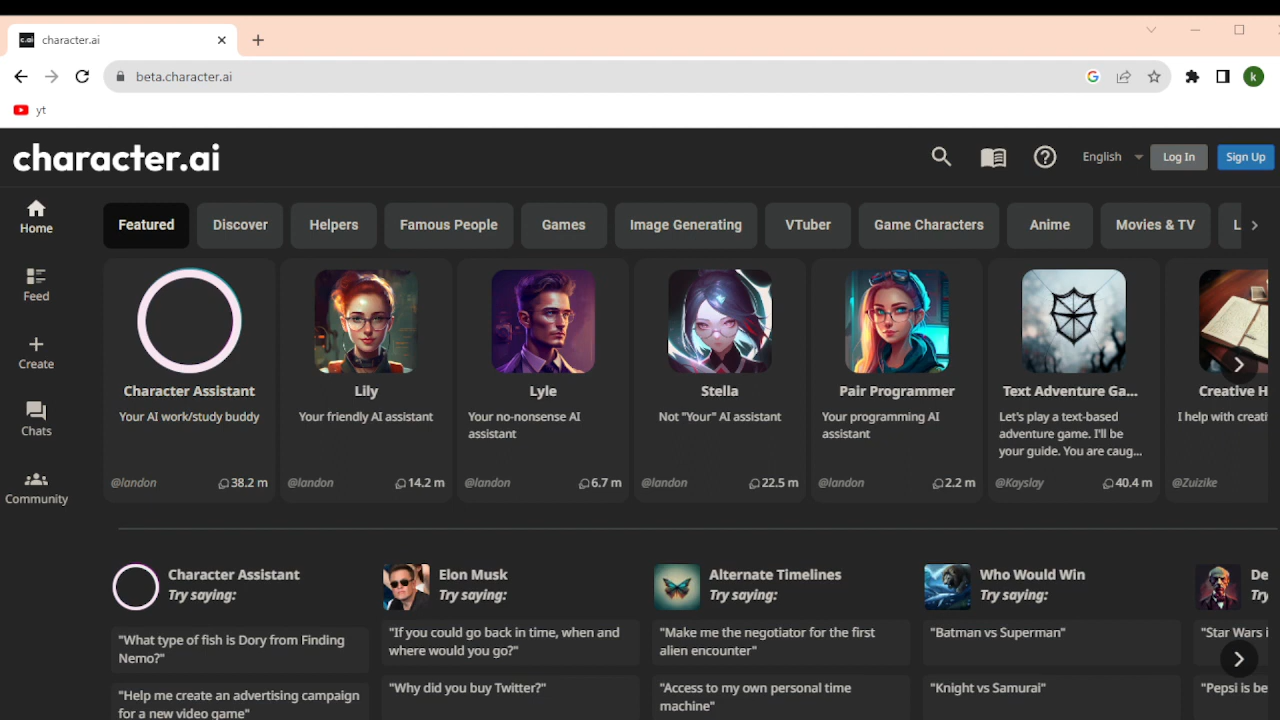 c.ai character.ai
beta.character.ai
k
yt
character.ai
English
Log In
Sign Up
Home
Feed
Create
Chats
Community
Featured
Discover
Helpers
Famous People
Games
Image Generating
VTuber
Game Characters
Anime
Movies & TV
L
Character Assistant
Your AI work/study buddy
@landon 38.2 m
Lily
Your friendly AI assistant
@landon 14.2 m
Lyle
Your no-nonsense AI
assistant
@landon 6.7 m
Stella
Not "Your" AI assistant
@landon 22.5 m
Pair Programmer
Your programming AI
assistant
@landon 2.2 m
Text Adventure Ga...
Let's play a text-based
adventure game. I'll be
your guide. You are caug...
@Kayslay 40.4 m
Creative H
I help with creati
@Zuizike
Character Assistant
Try saying:
"What type of fish is Dory from Finding
Nemo?"
"Help me create an advertising campaign
for a new video game"
Elon Musk
Try saying:
"If you could go back in time, when and
where would you go?"
"Why did you buy Twitter?"
Alternate Timelines
Try saying:
"Make me the negotiator for the first
alien encounter"
"Access to my own personal time
machine"
Who Would Win
Try saying:
"Batman vs Superman"
"Knight vs Samurai"
De
Try
"Star Wars i
"Pepsi is be